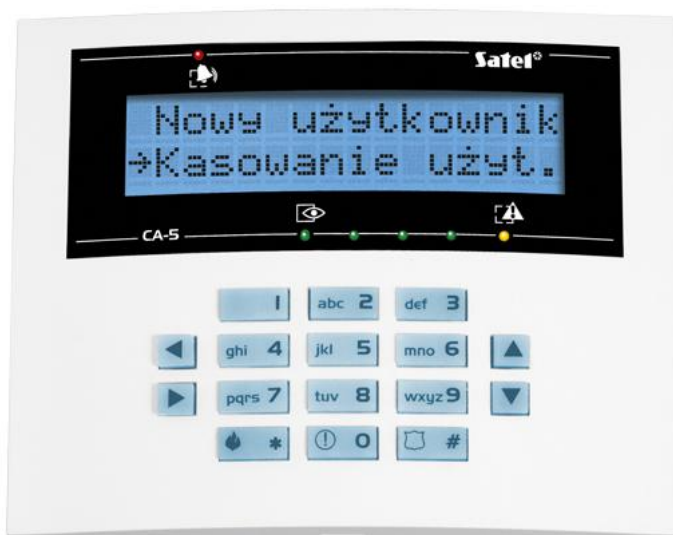 Satel
Nowy użytkownik
→Kasowanie użyt.
CA-5
1 abc 2 def 3
ghi 4 jkl 5 mno 6
pqrs 7 tuv 8 wxyz 9
* 0 #